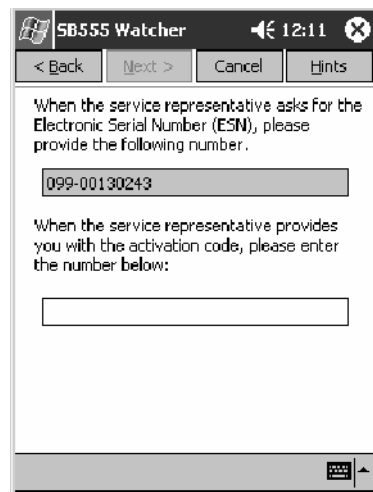 SB555 Watcher 12:11
< Back Next > Cancel Hints
When the service representative asks for the
Electronic Serial Number (ESN), please
provide the following number.
099-00130243
When the service representative provides
you with the activation code, please enter
the number below: